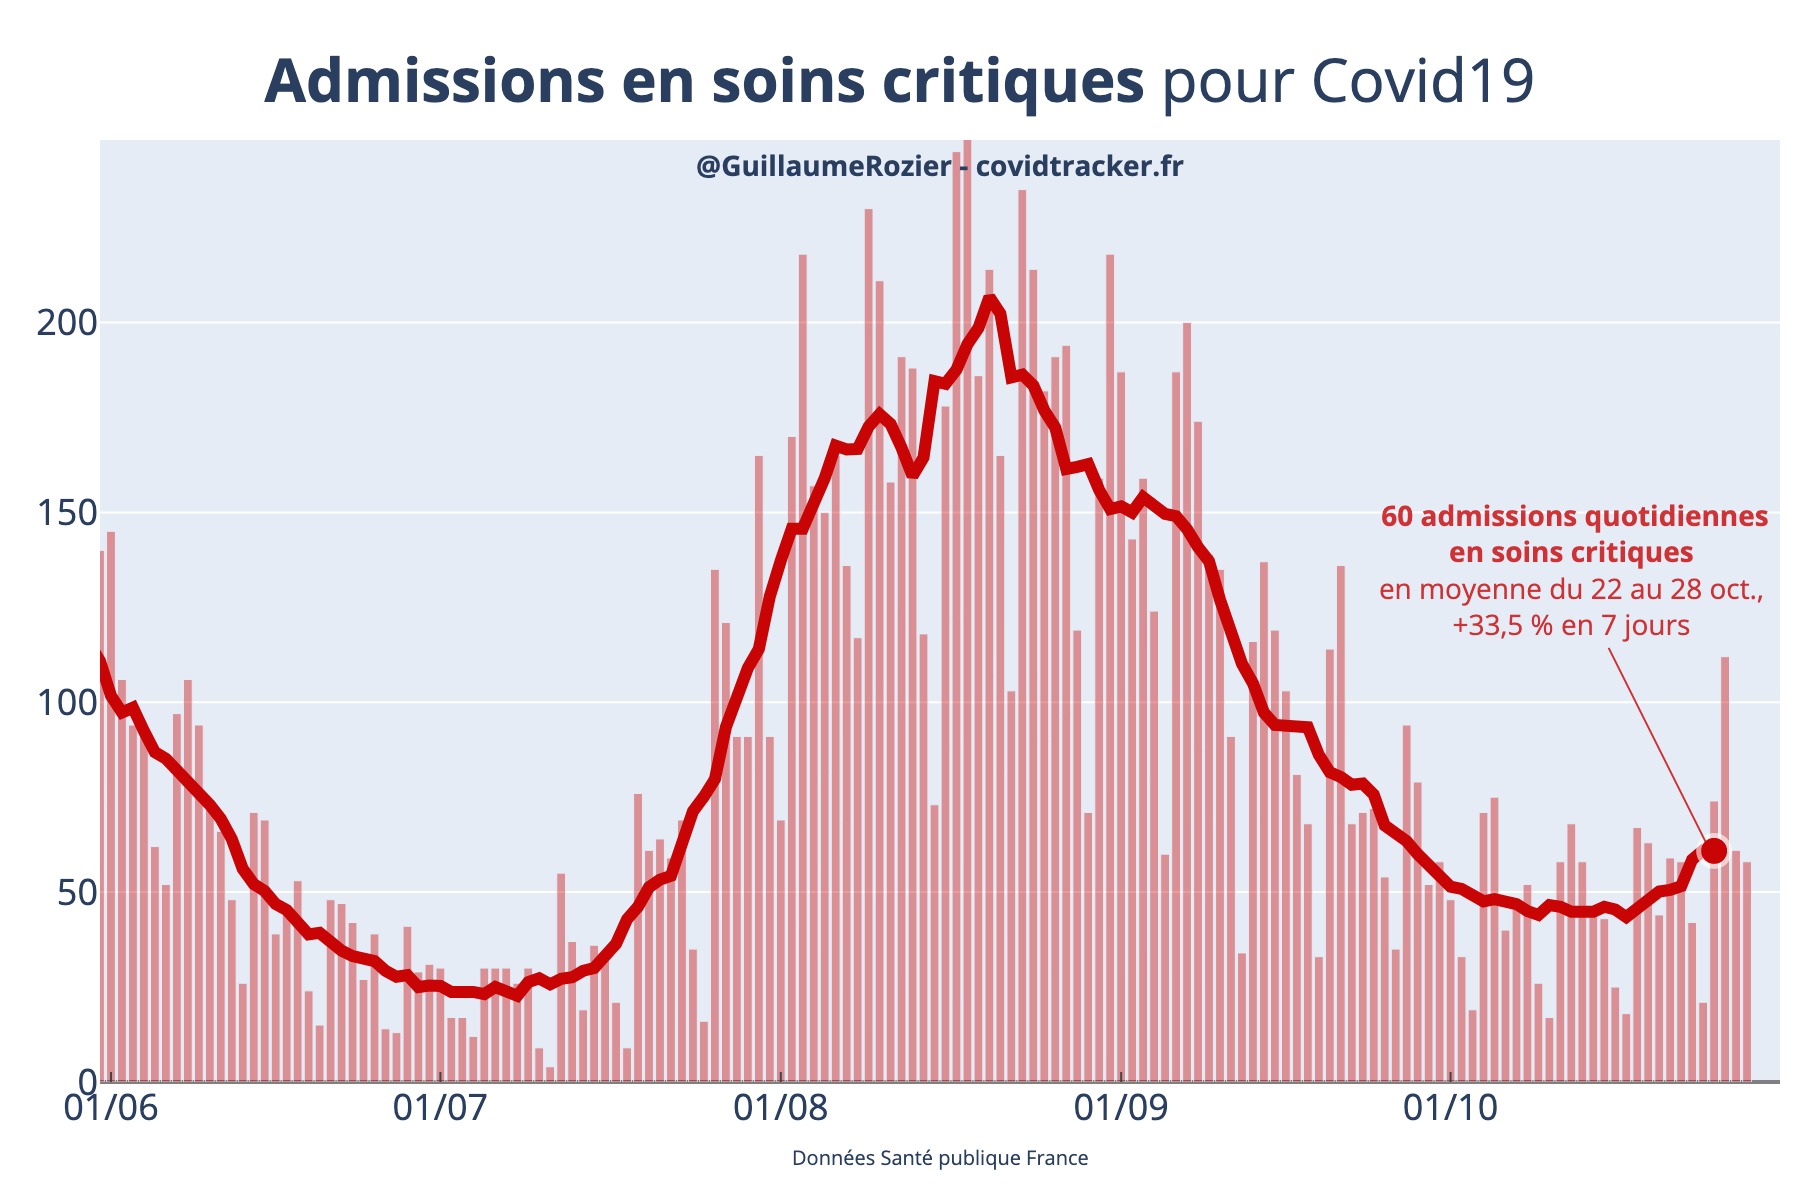 Admissions en soins critiques pour Covid19
@GuillaumeRozier - covidtracker.fr
200
150
100
50
0
60 admissions quotidiennes
en soins critiques
en moyenne du 22 au 28 oct.,
+33,5 % en 7 jours
01/06
01/07
01/08
01/09
01/10
Données Santé publique France